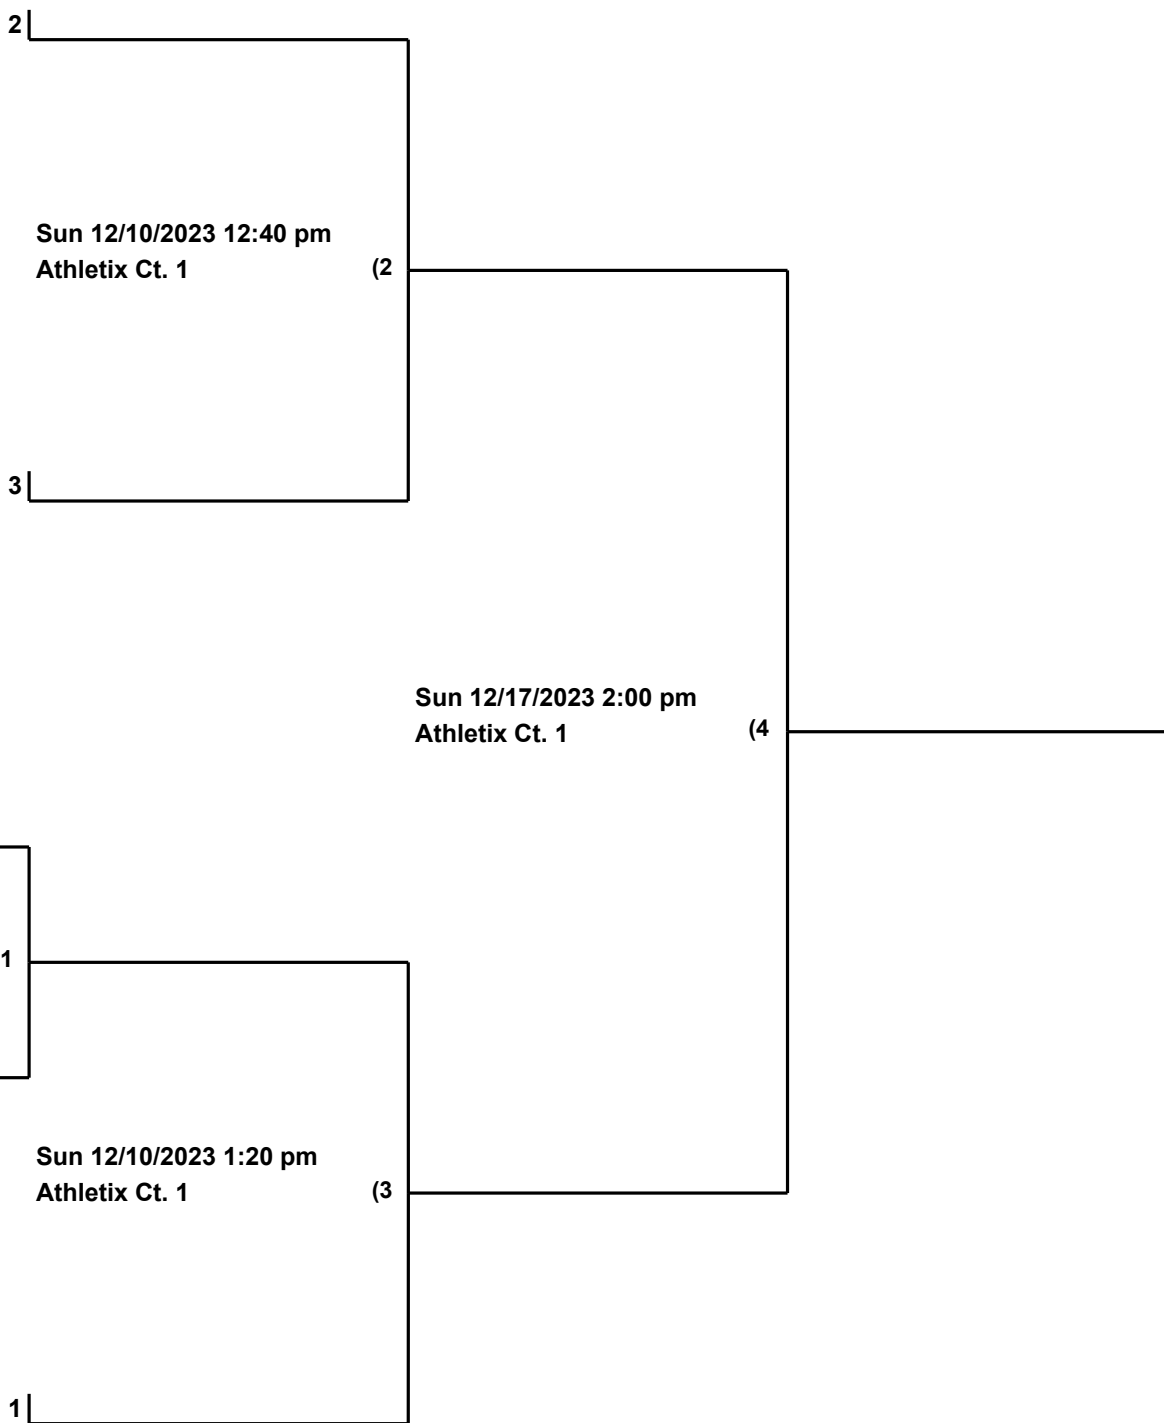 2
Sun 12/10/2023 12:40 pm
Athletix Ct. 1
(2
3
Sun 12/17/2023 2:00 pm
Athletix Ct. 1
(4
1
Sun 12/10/2023 1:20 pm
Athletix Ct. 1
(3
1